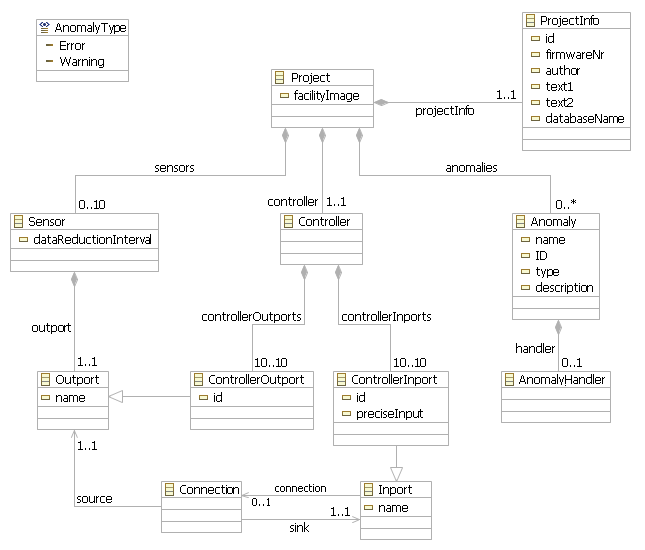 AnomalyType
Error
Warning
ProjectInfo
id
firmwareNr
author
text1
text2
databaseName
Project
facilityImage
1..1
projectInfo
sensors
controller
1..1
anomalies
0..10
0..*
Sensor
dataReductionInterval
Controller
Anomaly
name
ID
type
description
outport
1..1
controllerOutports
controllerInports
10..10
10..10
handler
0..1
Outport
name
ControllerOutport
id
ControllerInport
id
preciseInput
AnomalyHandler
1..1
source
Connection
connection
0..1
1..1
sink
Inport
name